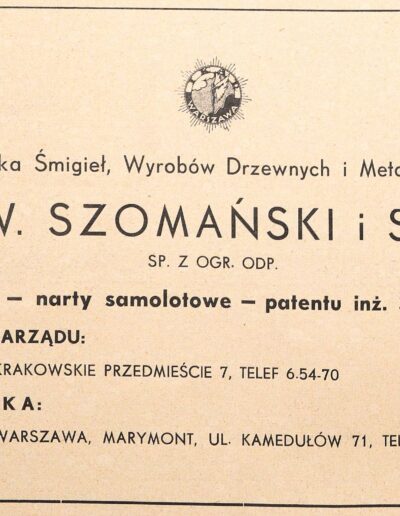 WARSZAWA
ka Śmigieł, Wyrobów Drzewnych i Meta
W. SZOMAŃSKI i S
SP. Z OGR. ODP.
— narty samolotowe — patentu inż.
ARZĄDU:
KRAKOWSKIE PRZEDMIEŚCIE 7, TELEF 6.54-70
KA:
WARSZAWA, MARYMONT, UL. KAMEDUŁÓW 71, TEL